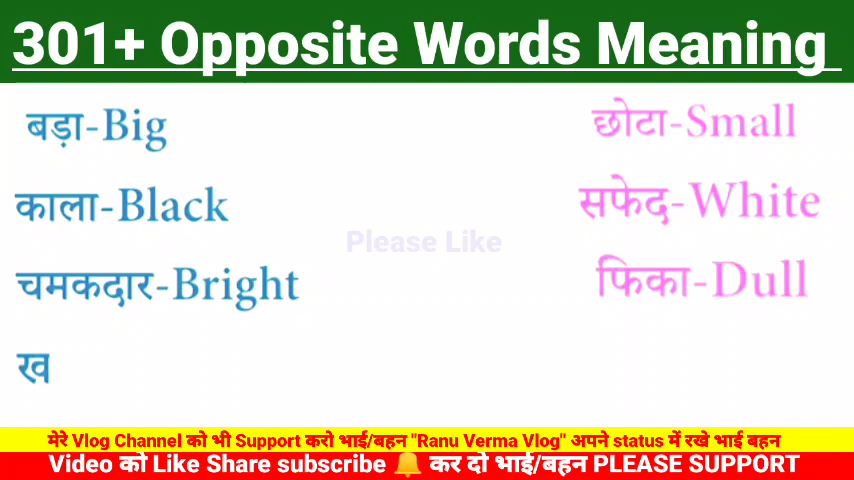 301+ Opposite Words Meaning
बड़ा-Big छोटा-Small
काला-Black सफेद-White
Please Like
चमकदार-Bright फिका-Dull
ख
मेरे Vlog Channel को भी Support करो भाई/बहन "Ranu Verma Vlog" अपने status में रखे भाई बहन
Video को Like Share subscribe 🔔 कर दो भाई/बहन PLEASE SUPPORT